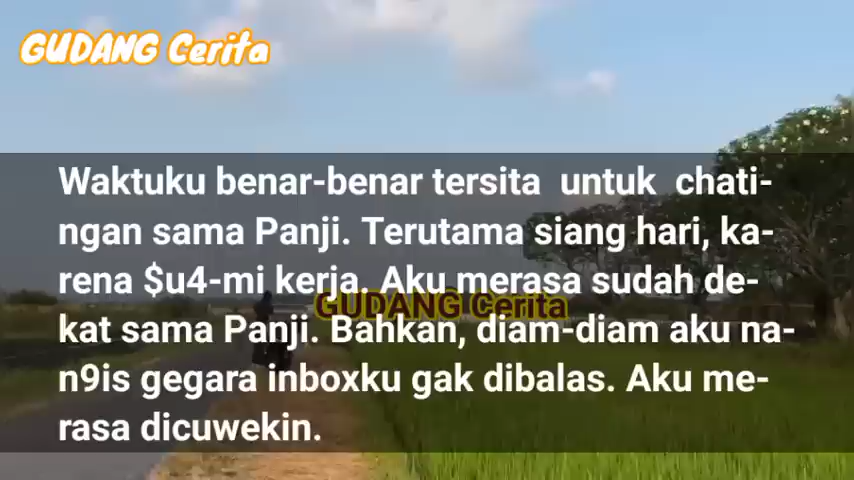 GUDANG Cerita
Waktuku benar-benar tersita untuk chati-
ngan sama Panji. Terutama siang hari, ka-
rena $u4-mi kerja. Aku merasa sudah de-
GUDANG Cerita
kat sama Panji. Bahkan, diam-diam aku na-
n9is gegara inboxku gak dibalas. Aku me-
rasa dicuwekin.